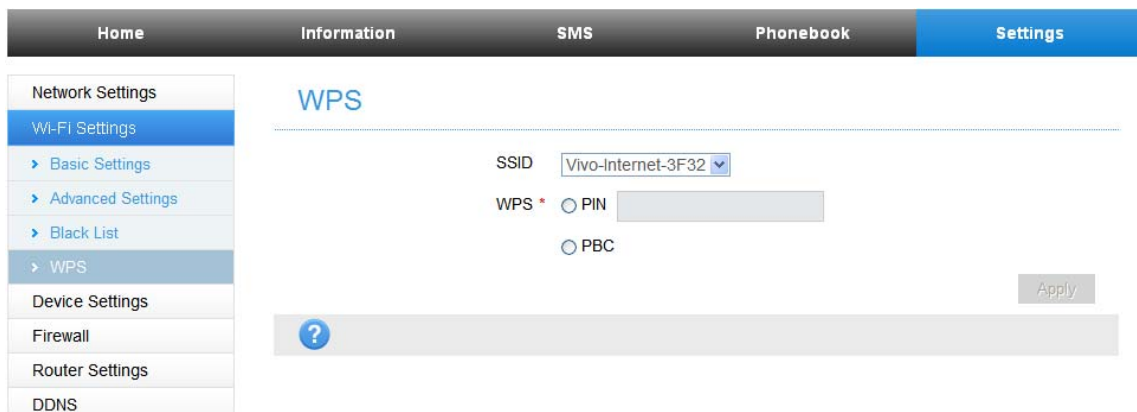 Home Information SMS Phonebook Settings
Network Settings
Wi-Fi Settings
› Basic Settings
› Advanced Settings
› Black List
› WPS
Device Settings
Firewall
Router Settings
DDNS
WPS
SSID Vivo-Internet-3F32
WPS * PIN
PBC
Apply
?